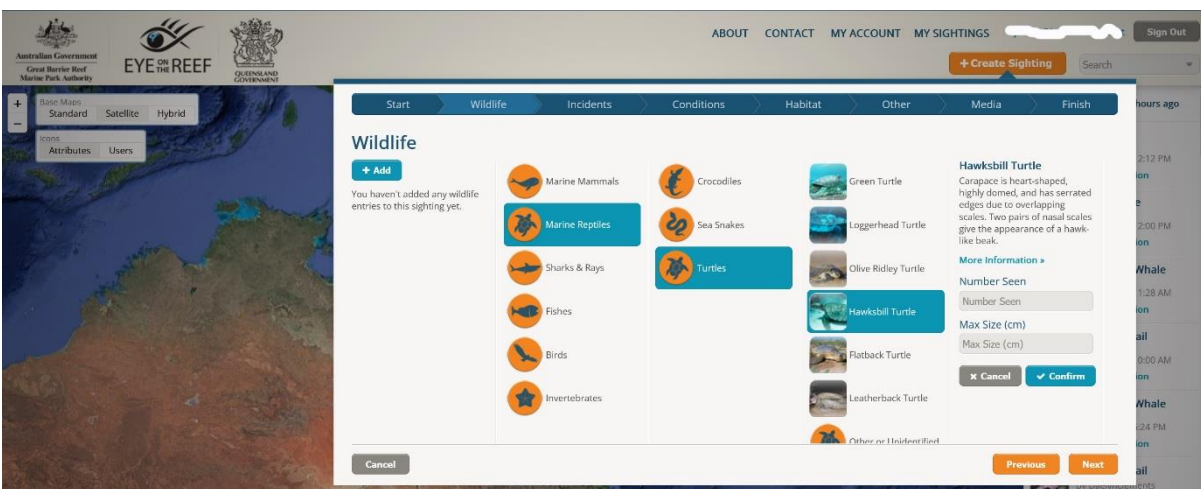 Australian Government
Great Barrier Reef
Marine Park Authority
EYE ON THE REEF
QUEENSLAND
GOVERNMENT
ABOUT CONTACT MY ACCOUNT MY SIGHTINGS
Sign Out
+ Create Sighting
Search
+
−
Base Maps
Standard Satellite Hybrid
Icons
Attributes Users
Start Wildlife Incidents Conditions Habitat Other Media Finish
Wildlife
+ Add
You haven't added any wildlife
entries to this sighting yet.
Marine Mammals
Marine Reptiles
Sharks & Rays
Fishes
Birds
Invertebrates
Crocodiles
Sea Snakes
Turtles
Green Turtle
Loggerhead Turtle
Olive Ridley Turtle
Hawksbill Turtle
Flatback Turtle
Leatherback Turtle
Other or Unidentified
Hawksbill Turtle
Carapace is heart-shaped,
highly domed, and has serrated
edges due to overlapping
scales. Two pairs of nasal scales
give the appearance of a hawk-
like beak.
More Information »
Number Seen
Number Seen
Max Size (cm)
Max Size (cm)
Cancel
Confirm
Cancel
Previous
Next
hours ago
2:12 PM
2:00 PM
Whale
1:28 AM
0:00 AM
Whale
:24 PM